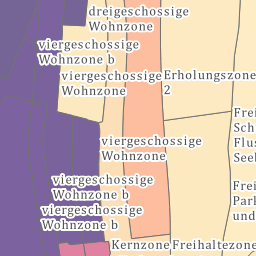 dreigeschossige
Wohnzone
viergeschossige
Wohnzone b
viergeschossige
Wohnzone
Erholungszone
2
Frei
Sch
Flus
See
viergeschossige
Wohnzone
viergeschossige
Wohnzone b
Frei
Park
und
viergeschossige
Wohnzone b
Kernzone
Freihaltezone